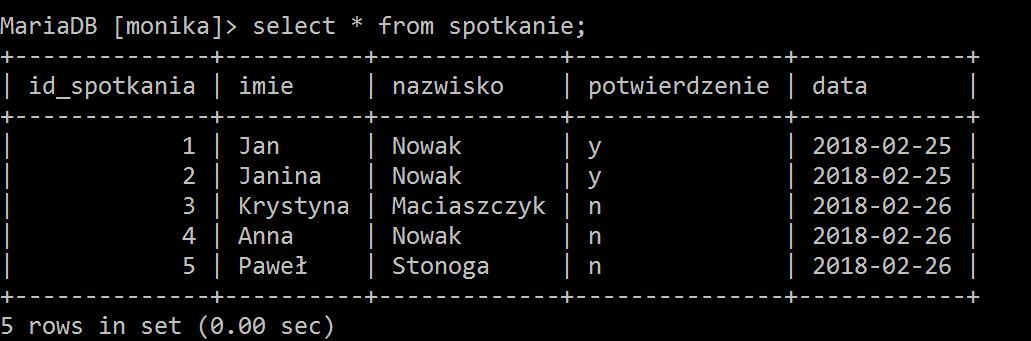 MariaDB [monika]> select * from spotkanie;
+--------------+----------+-------------+---------------+------------+
| id_spotkania | imie     | nazwisko    | potwierdzenie | data       |
+--------------+----------+-------------+---------------+------------+
|            1 | Jan      | Nowak       | y             | 2018-02-25 |
|            2 | Janina   | Nowak       | y             | 2018-02-25 |
|            3 | Krystyna | Maciaszczyk | n             | 2018-02-26 |
|            4 | Anna     | Nowak       | n             | 2018-02-26 |
|            5 | Paweł    | Stonoga     | n             | 2018-02-26 |
+--------------+----------+-------------+---------------+------------+
5 rows in set (0.00 sec)